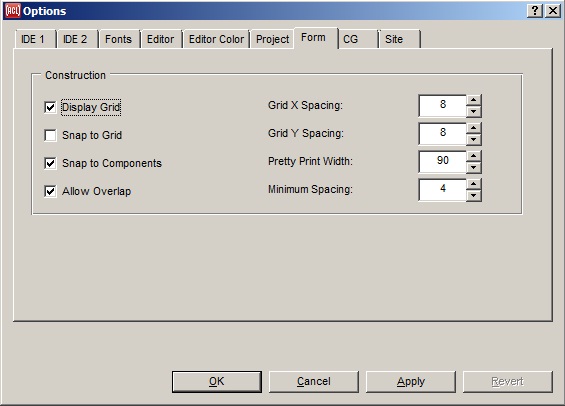 ACL Options
IDE 1 IDE 2 Fonts Editor Editor Color Project Form CG Site
Construction
Display Grid Grid X Spacing: 8
Snap to Grid Grid Y Spacing: 8
Snap to Components Pretty Print Width: 90
Allow Overlap Minimum Spacing: 4
OK Cancel Apply Revert